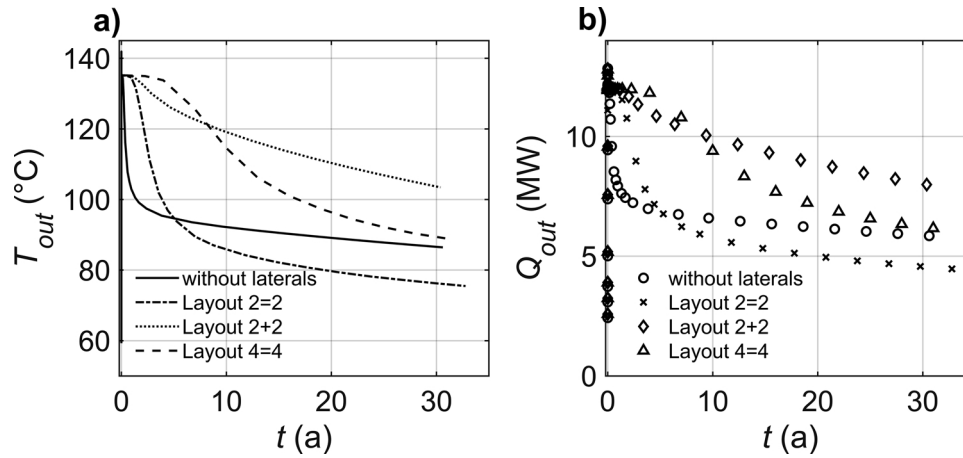 a)
140
120
100
80
60
T_out (°C)
without laterals
Layout 2=2
Layout 2+2
Layout 4=4
0 10 20 30
t (a)
b)
10
5
0
Q_out (MW)
without laterals
Layout 2=2
Layout 2+2
Layout 4=4
0 10 20 30
t (a)